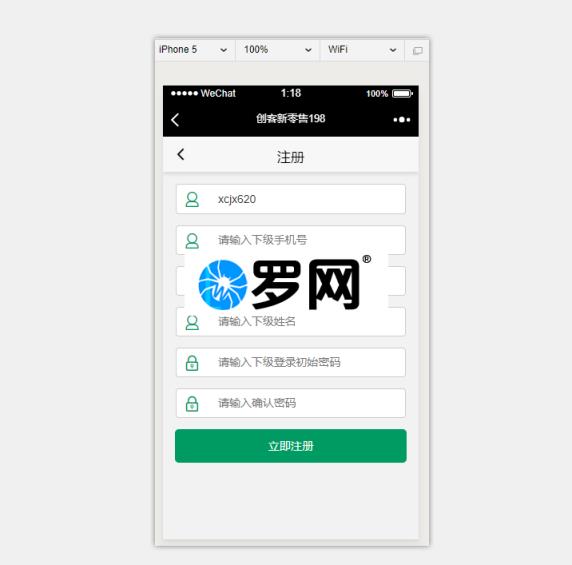 iPhone 5 100% WiFi
●●●●● WeChat 1:18 100%
创客新零售198
注册
xcjx620
请输入下级手机号
罗网®
请输入下级姓名
请输入下级登录初始密码
请输入确认密码
立即注册